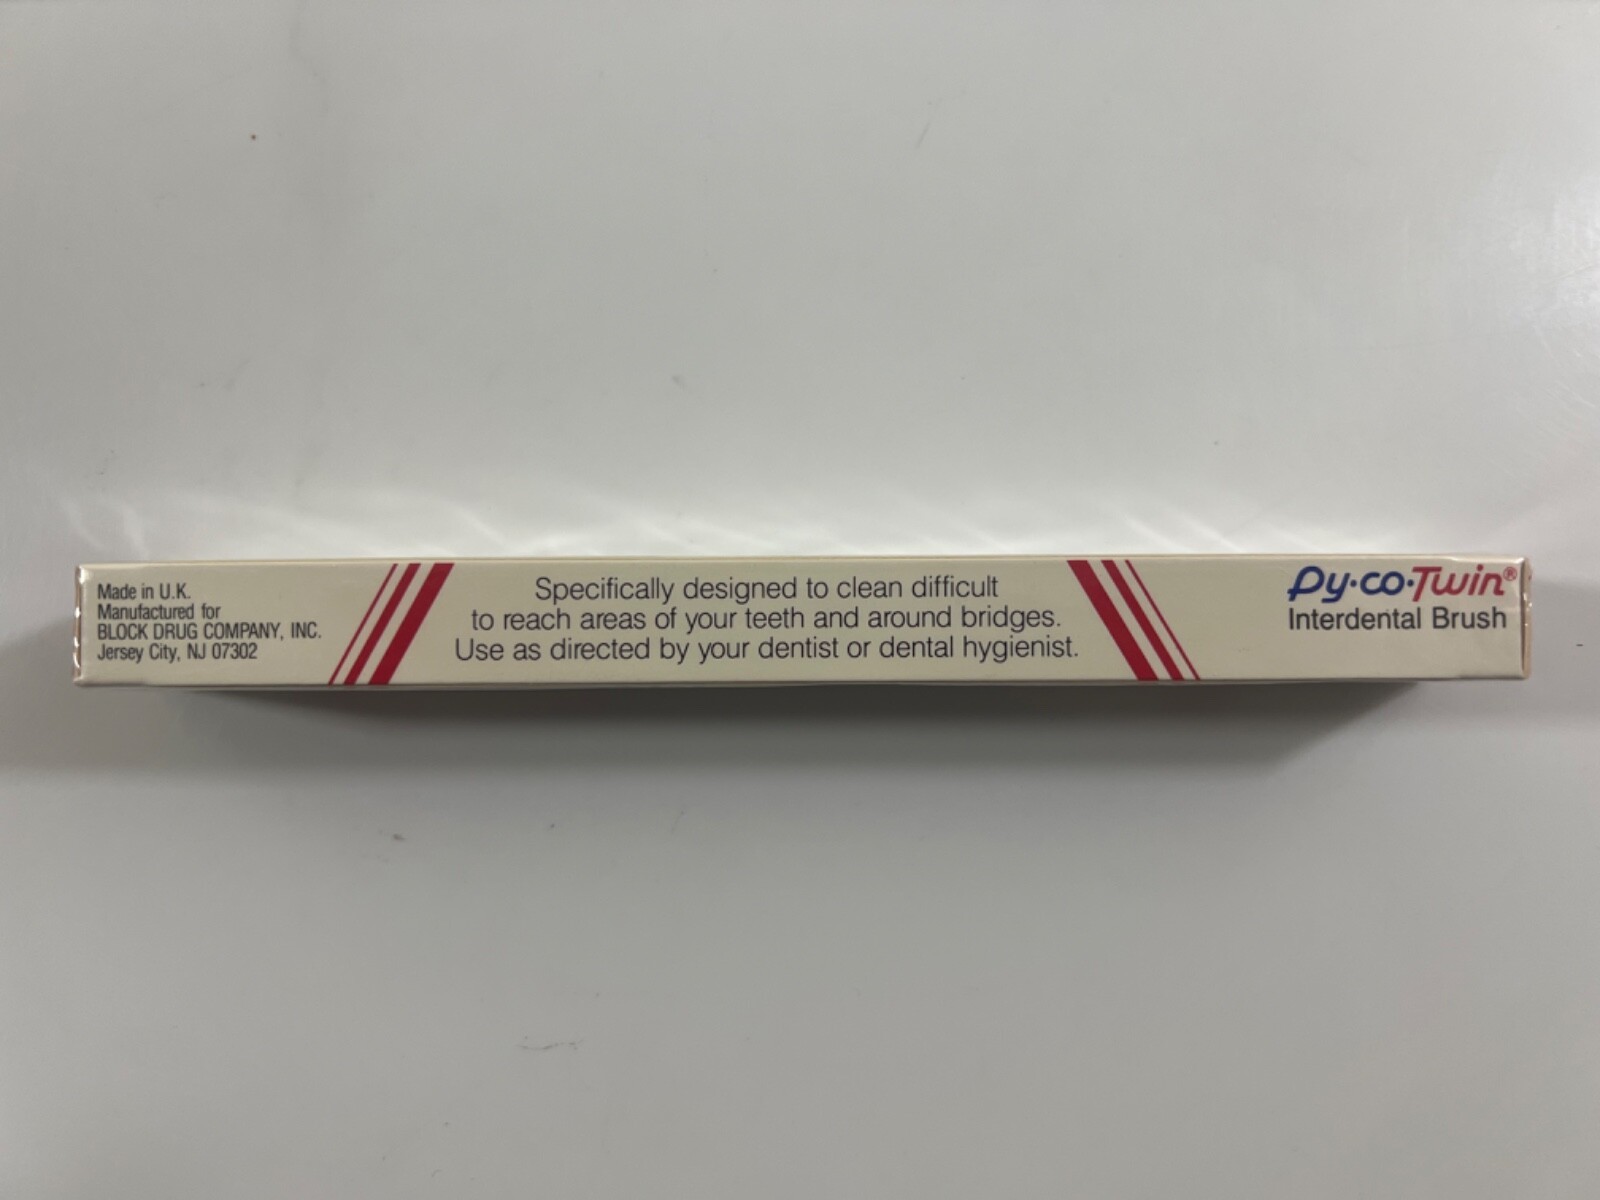 Made in U.K.
Manufactured for
BLOCK DRUG COMPANY, INC.
Jersey City, NJ 07302
Specifically designed to clean difficult
to reach areas of your teeth and around bridges.
Use as directed by your dentist or dental hygienist.
Py·co·Twin®
Interdental Brush